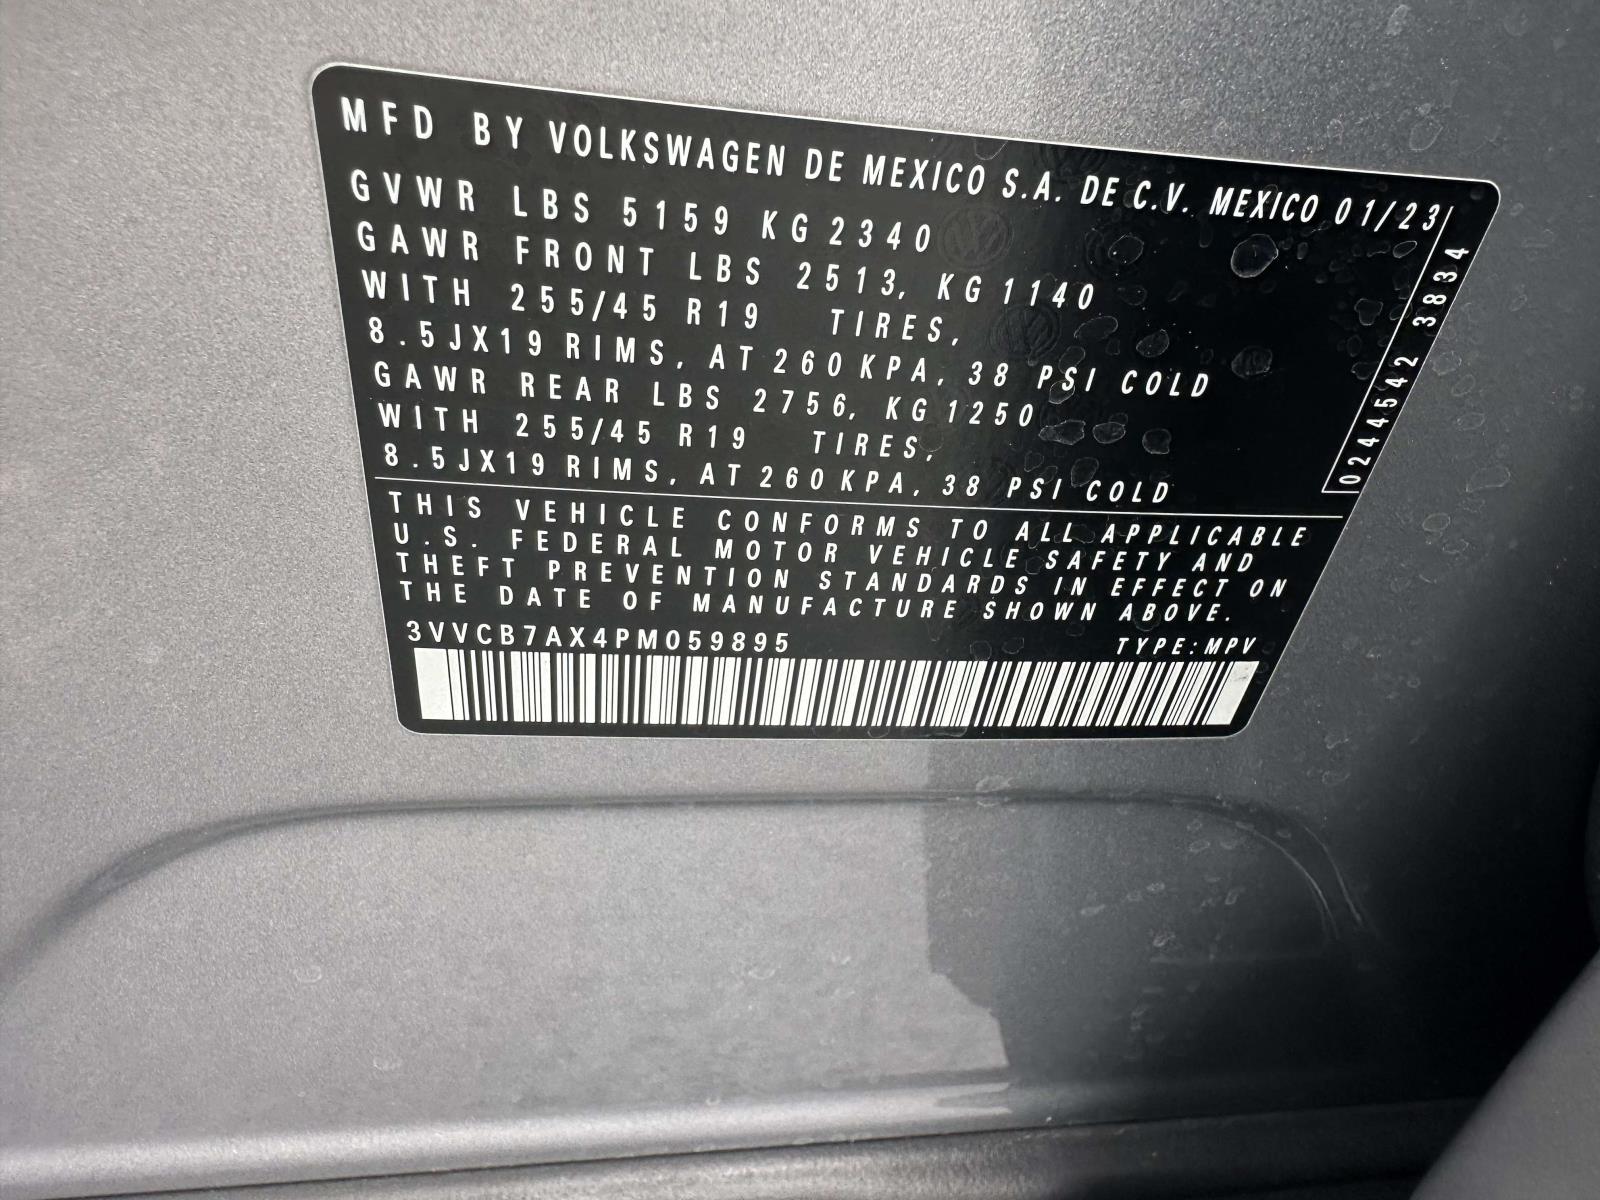 MFD BY VOLKSWAGEN DE MEXICO S.A. DE C.V. MEXICO 01/23
GVWR LBS 5159 KG 2340
GAWR FRONT LBS 2513, KG 1140
WITH 255/45 R19 TIRES,
8.5JX19 RIMS, AT 260 KPA, 38 PSI COLD
GAWR REAR LBS 2756, KG 1250
WITH 255/45 R19 TIRES,
8.5JX19 RIMS, AT 260 KPA, 38 PSI COLD
0244542 3834
THIS VEHICLE CONFORMS TO ALL APPLICABLE
U.S. FEDERAL MOTOR VEHICLE SAFETY AND
THEFT PREVENTION STANDARDS IN EFFECT ON
THE DATE OF MANUFACTURE SHOWN ABOVE.
3VVCB7AX4PM059895 TYPE:MPV